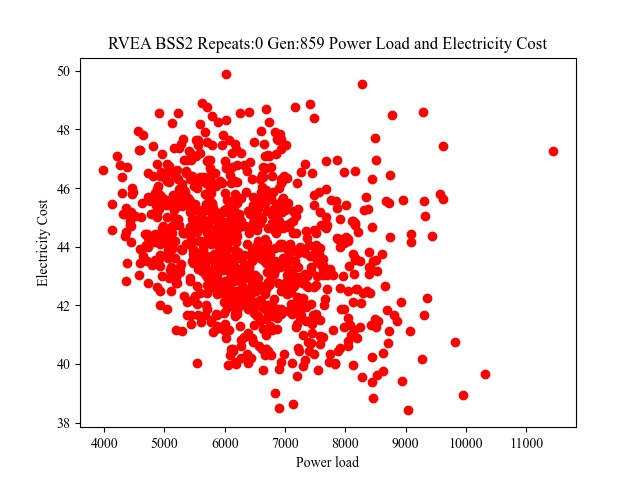 RVEA BSS2 Repeats:0 Gen:859 Power Load and Electricity Cost
50
48
46
44
42
40
38
Electricity Cost
4000 5000 6000 7000 8000 9000 10000 11000
Power load